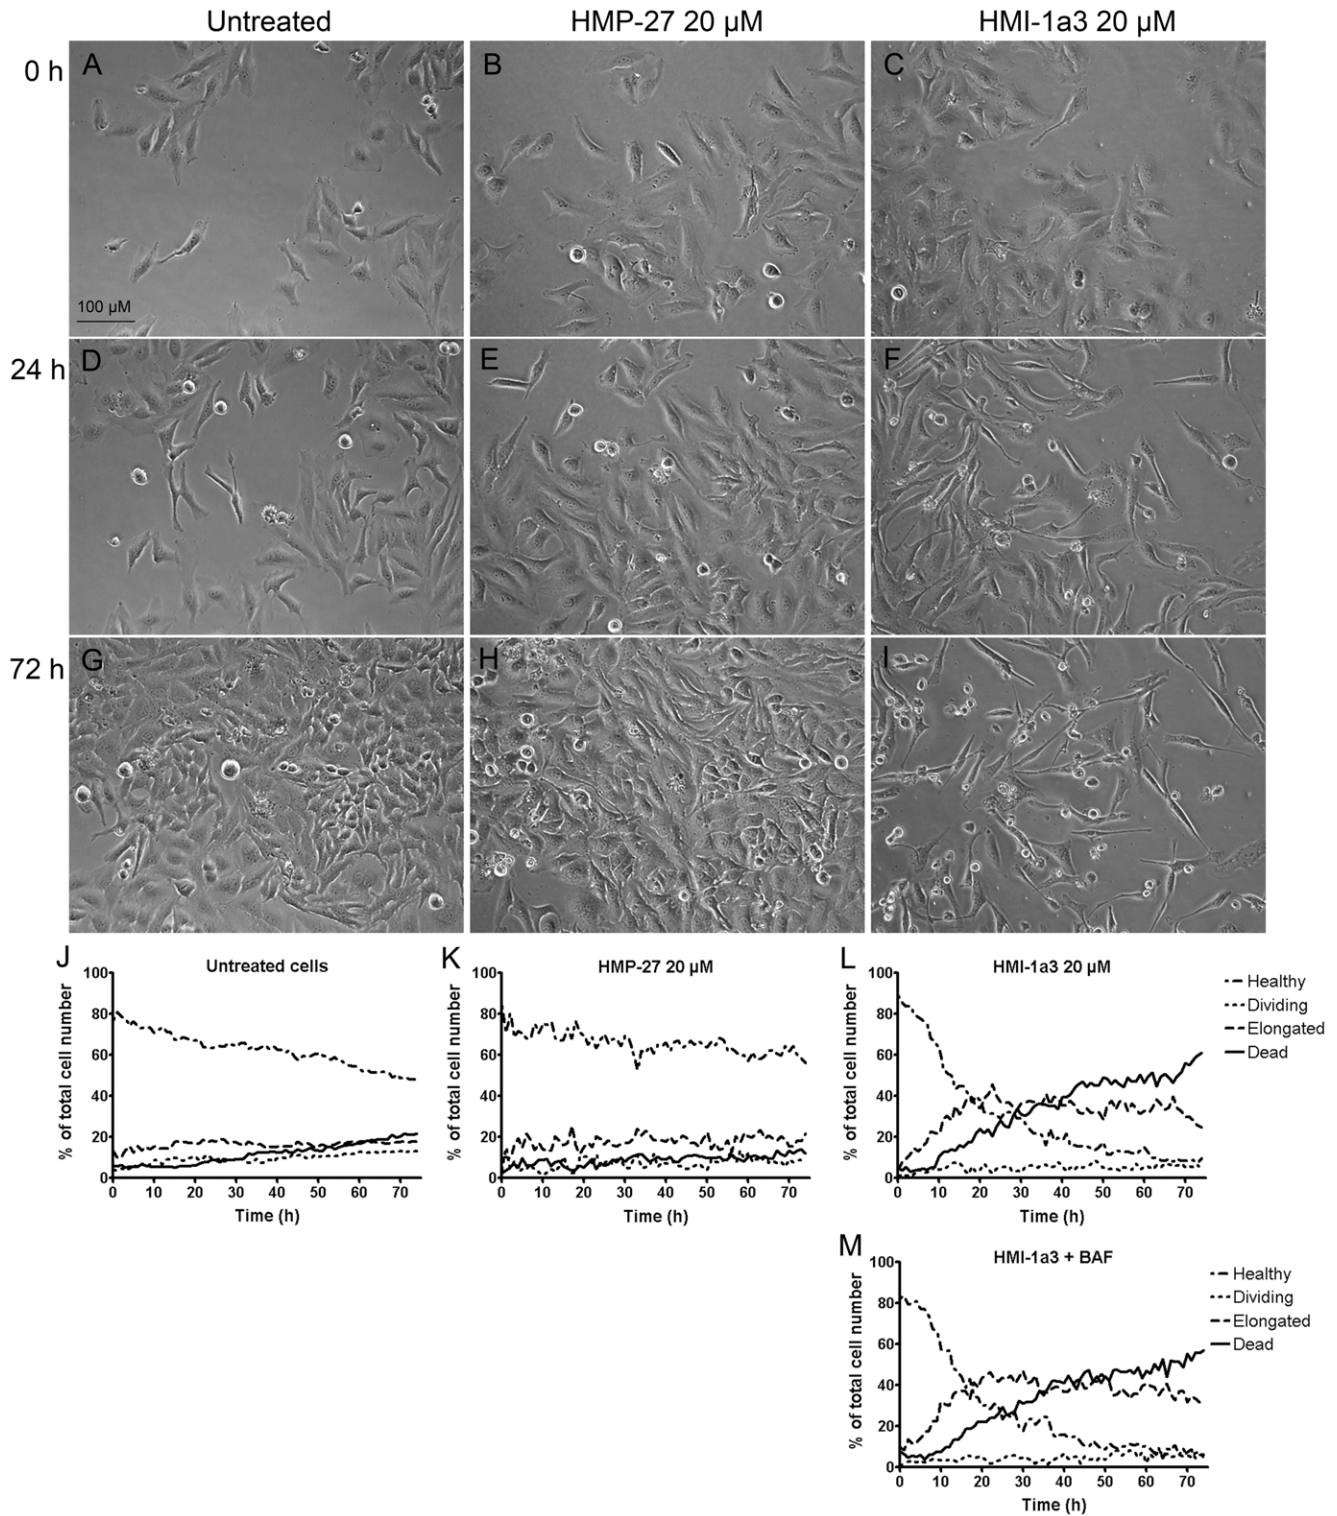 Untreated HMP-27 20 µM HMI-1a3 20 µM
0 h A B C
100 µM
24 h D E F
72 h G H I
J Untreated cells K HMP-27 20 µM L HMI-1a3 20 µM
% of total cell number
100
80
60
40
20
0
0 10 20 30 40 50 60 70
Time (h)
% of total cell number
100
80
60
40
20
0
0 10 20 30 40 50 60 70
Time (h)
% of total cell number
100
80
60
40
20
0
0 10 20 30 40 50 60 70
Time (h)
Healthy
Dividing
Elongated
Dead
M HMI-1a3 + BAF
% of total cell number
100
80
60
40
20
0
0 10 20 30 40 50 60 70
Time (h)
Healthy
Dividing
Elongated
Dead